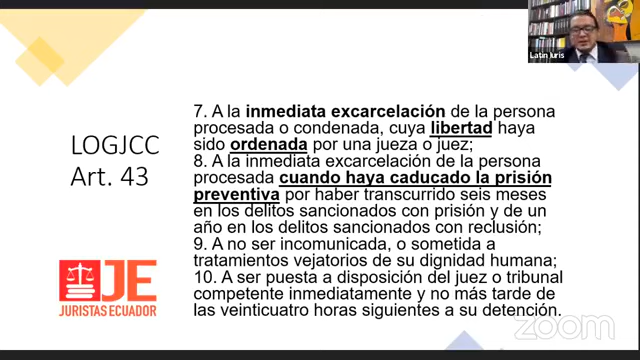 Latin Iuris
LOGJCC
Art. 43
7. A la inmediata excarcelación de la persona
procesada o condenada, cuya libertad haya
sido ordenada por una jueza o juez;
8. A la inmediata excarcelación de la persona
procesada cuando haya caducado la prisión
preventiva por haber transcurrido seis meses
en los delitos sancionados con prisión y de un
año en los delitos sancionados con reclusión;
9. A no ser incomunicada, o sometida a
tratamientos vejatorios de su dignidad humana;
10. A ser puesta a disposición del juez o tribunal
competente inmediatamente y no más tarde de
las veinticuatro horas siguientes a su detención.
JE
JURISTAS ECUADOR
zoom